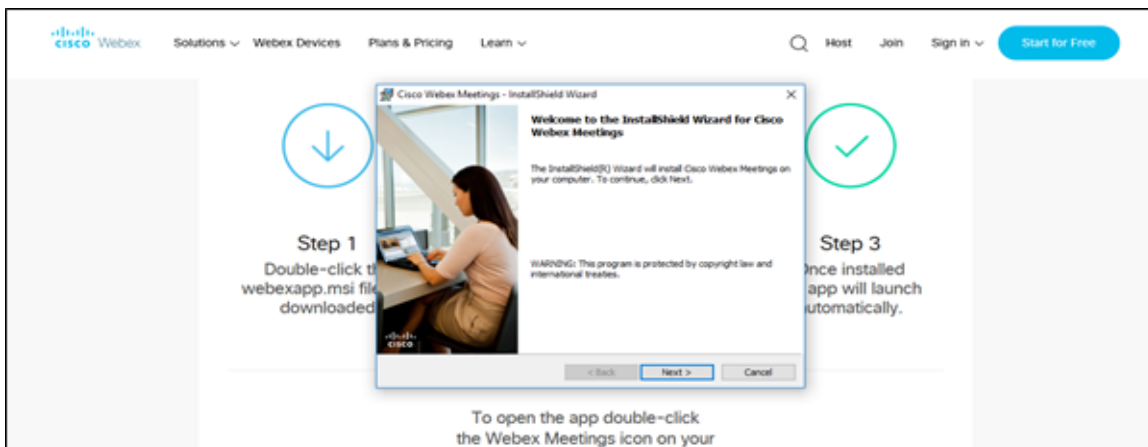 CISCO Webex
Solutions Webex Devices Plans & Pricing Learn Host Join Sign in Start for Free
Cisco Webex Meetings - InstallShield Wizard
Welcome to the InstallShield Wizard for Cisco
Webex Meetings
The InstallShield(R) Wizard will install Cisco Webex Meetings on
your computer. To continue, click Next.
WARNING: This program is protected by copyright law and
international treaties.
CISCO
< Back Next > Cancel
Step 1
Double-click
webexapp.msi
downloaded
Step 3
installed
app will launch
To open the app double-click
the Webex Meetings icon on your